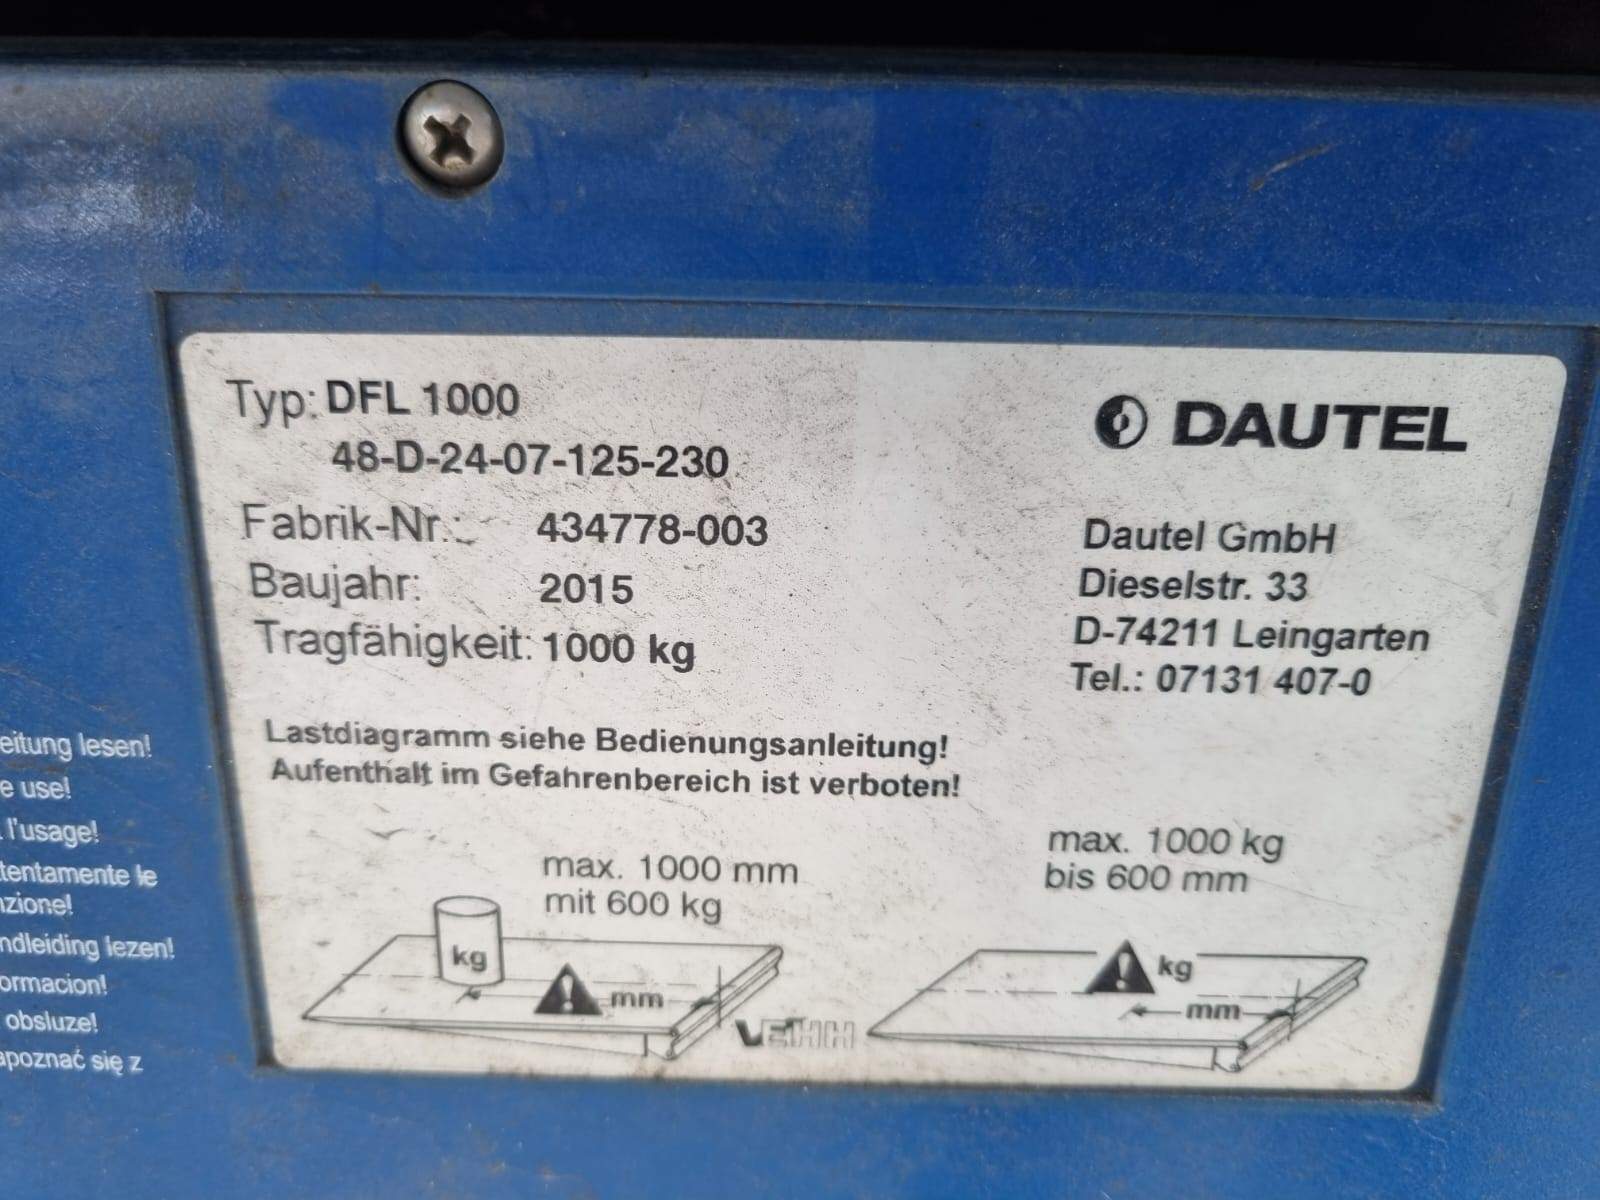 Typ: DFL 1000
48-D-24-07-125-230
Fabrik-Nr.: 434778-003
Baujahr: 2015
Tragfähigkeit: 1000 kg
DAUTEL
Dautel GmbH
Dieselstr. 33
D-74211 Leingarten
Tel.: 07131 407-0
Lastdiagramm siehe Bedienungsanleitung!
Aufenthalt im Gefahrenbereich ist verboten!
max. 1000 mm
mit 600 kg
kg
mm
max. 1000 kg
bis 600 mm
kg
mm
eitung lesen!
e use!
l'usage!
tentamente le
zione!
ndleiding lezen!
ormacion!
obsluze!
apoznać się z